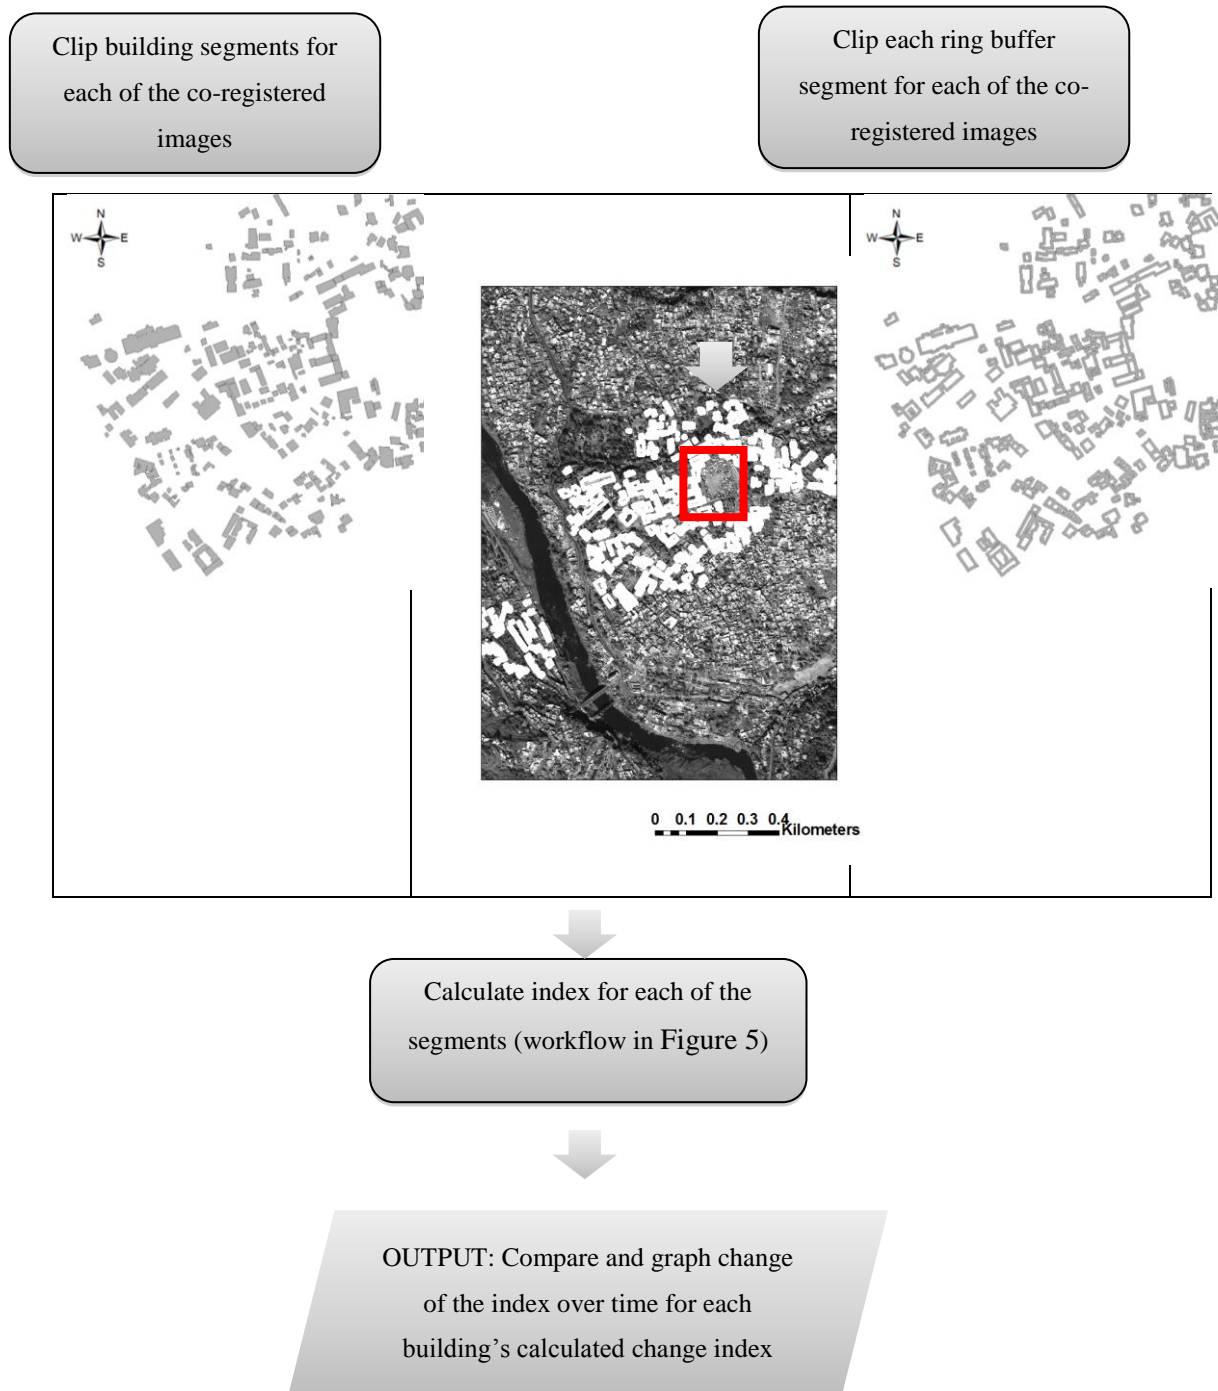 Clip building segments for
each of the co-registered
images
Clip each ring buffer
segment for each of the co-
registered images
N
W E
S
N
W E
S
0 0.1 0.2 0.3 0.4
Kilometers
Calculate index for each of the
segments (workflow in Figure 5)
OUTPUT: Compare and graph change
of the index over time for each
building’s calculated change index